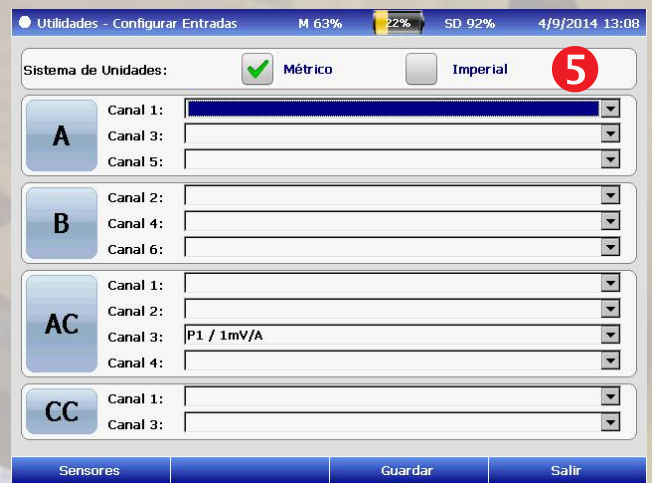 Utilidades - Configurar Entradas M 63% 22% SD 92% 4/9/2014 13:08
Sistema de Unidades: Métrico Imperial 5
A
Canal 1:
Canal 3:
Canal 5:
B
Canal 2:
Canal 4:
Canal 6:
AC
Canal 1:
Canal 2:
Canal 3: P1 / 1mV/A
Canal 4:
CC
Canal 1:
Canal 3:
Sensores Guardar Salir